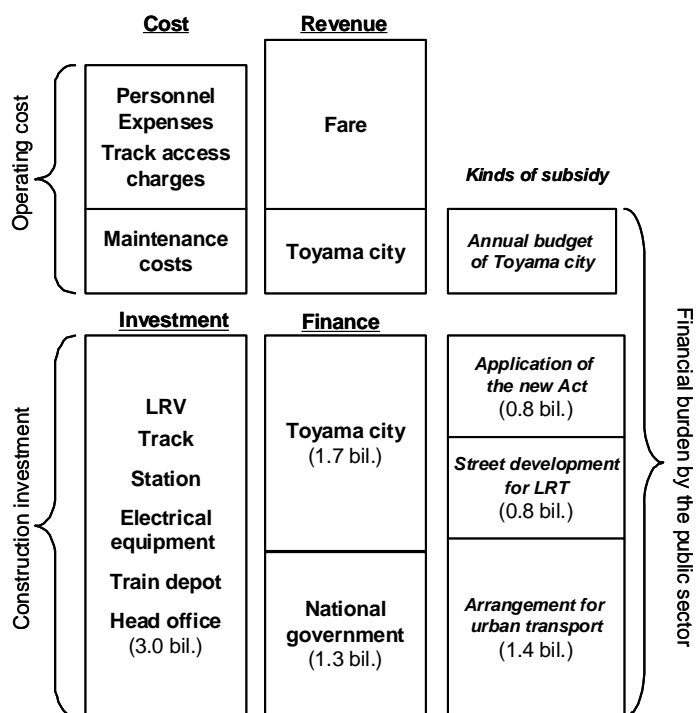 Cost
Revenue
Operating cost
Personnel
Expenses
Track access
charges
Fare
Kinds of subsidy
Maintenance
costs
Toyama city
Annual budget
of Toyama city
Investment
Finance
Construction investment
LRV
Track
Station
Electrical
equipment
Train depot
Head office
(3.0 bil.)
Toyama city
(1.7 bil.)
National
government
(1.3 bil.)
Application of
the new Act
(0.8 bil.)
Street development
for LRT
(0.8 bil.)
Arrangement for
urban transport
(1.4 bil.)
Financial burden by the public sector